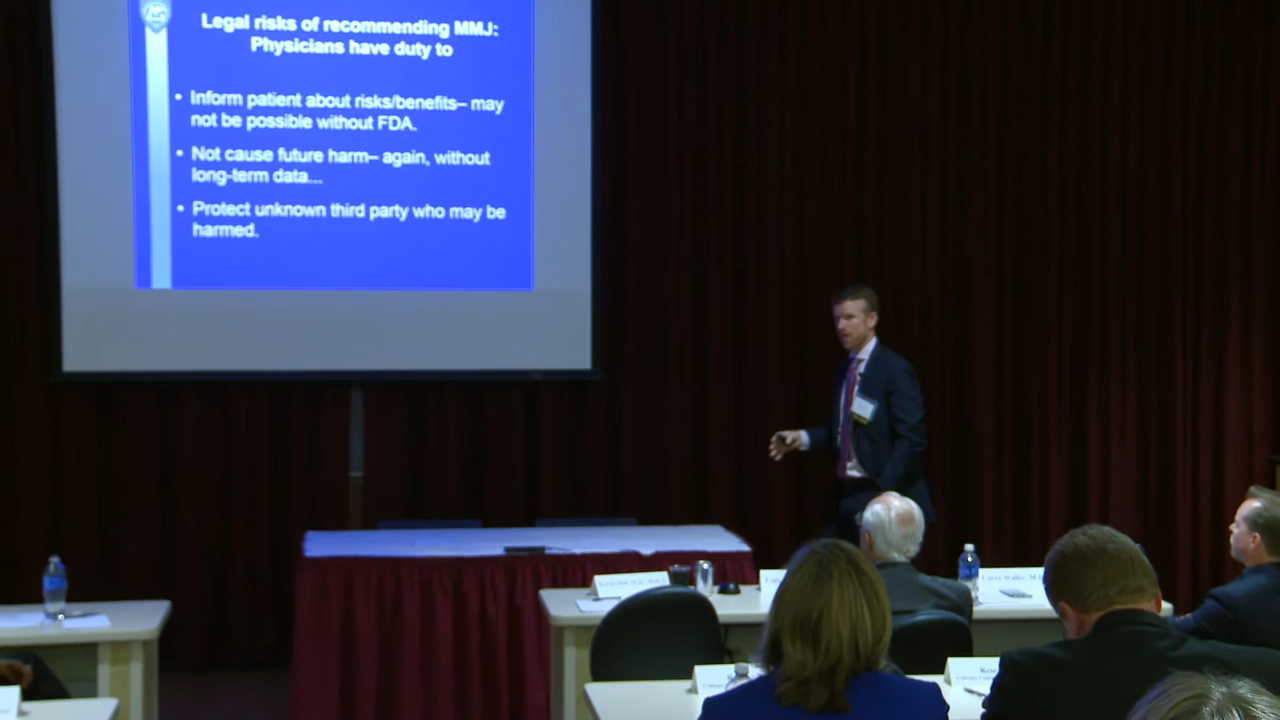 Legal risks of recommending MMJ:
Physicians have duty to
• Inform patient about risks/benefits– may
not be possible without FDA.
• Not cause future harm– again, without
long-term data...
• Protect unknown third party who may be
harmed.